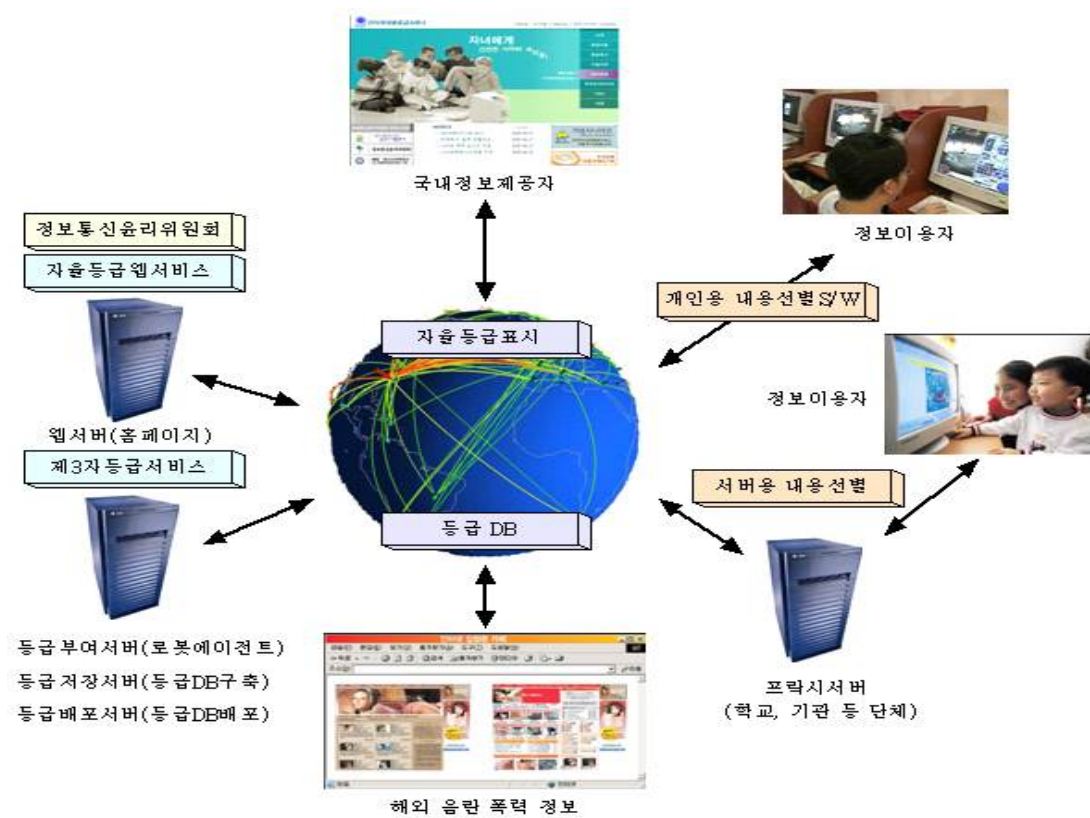 자녀에게
국내정보제공자
정보통신윤리위원회
자율등급웹서비스
웹서버(홈페이지)
제3자등급서비스
등급부여서버(로봇에이전트)
등급저장서버(등급DB구축)
등급배포서버(등급DB배포)
자율등급표시
등급 DB
해외 음란 폭력 정보
정보이용자
개인용 내용선별S/W
정보이용자
서버용 내용선별
프락시서버
(학교, 기관 등 단체)